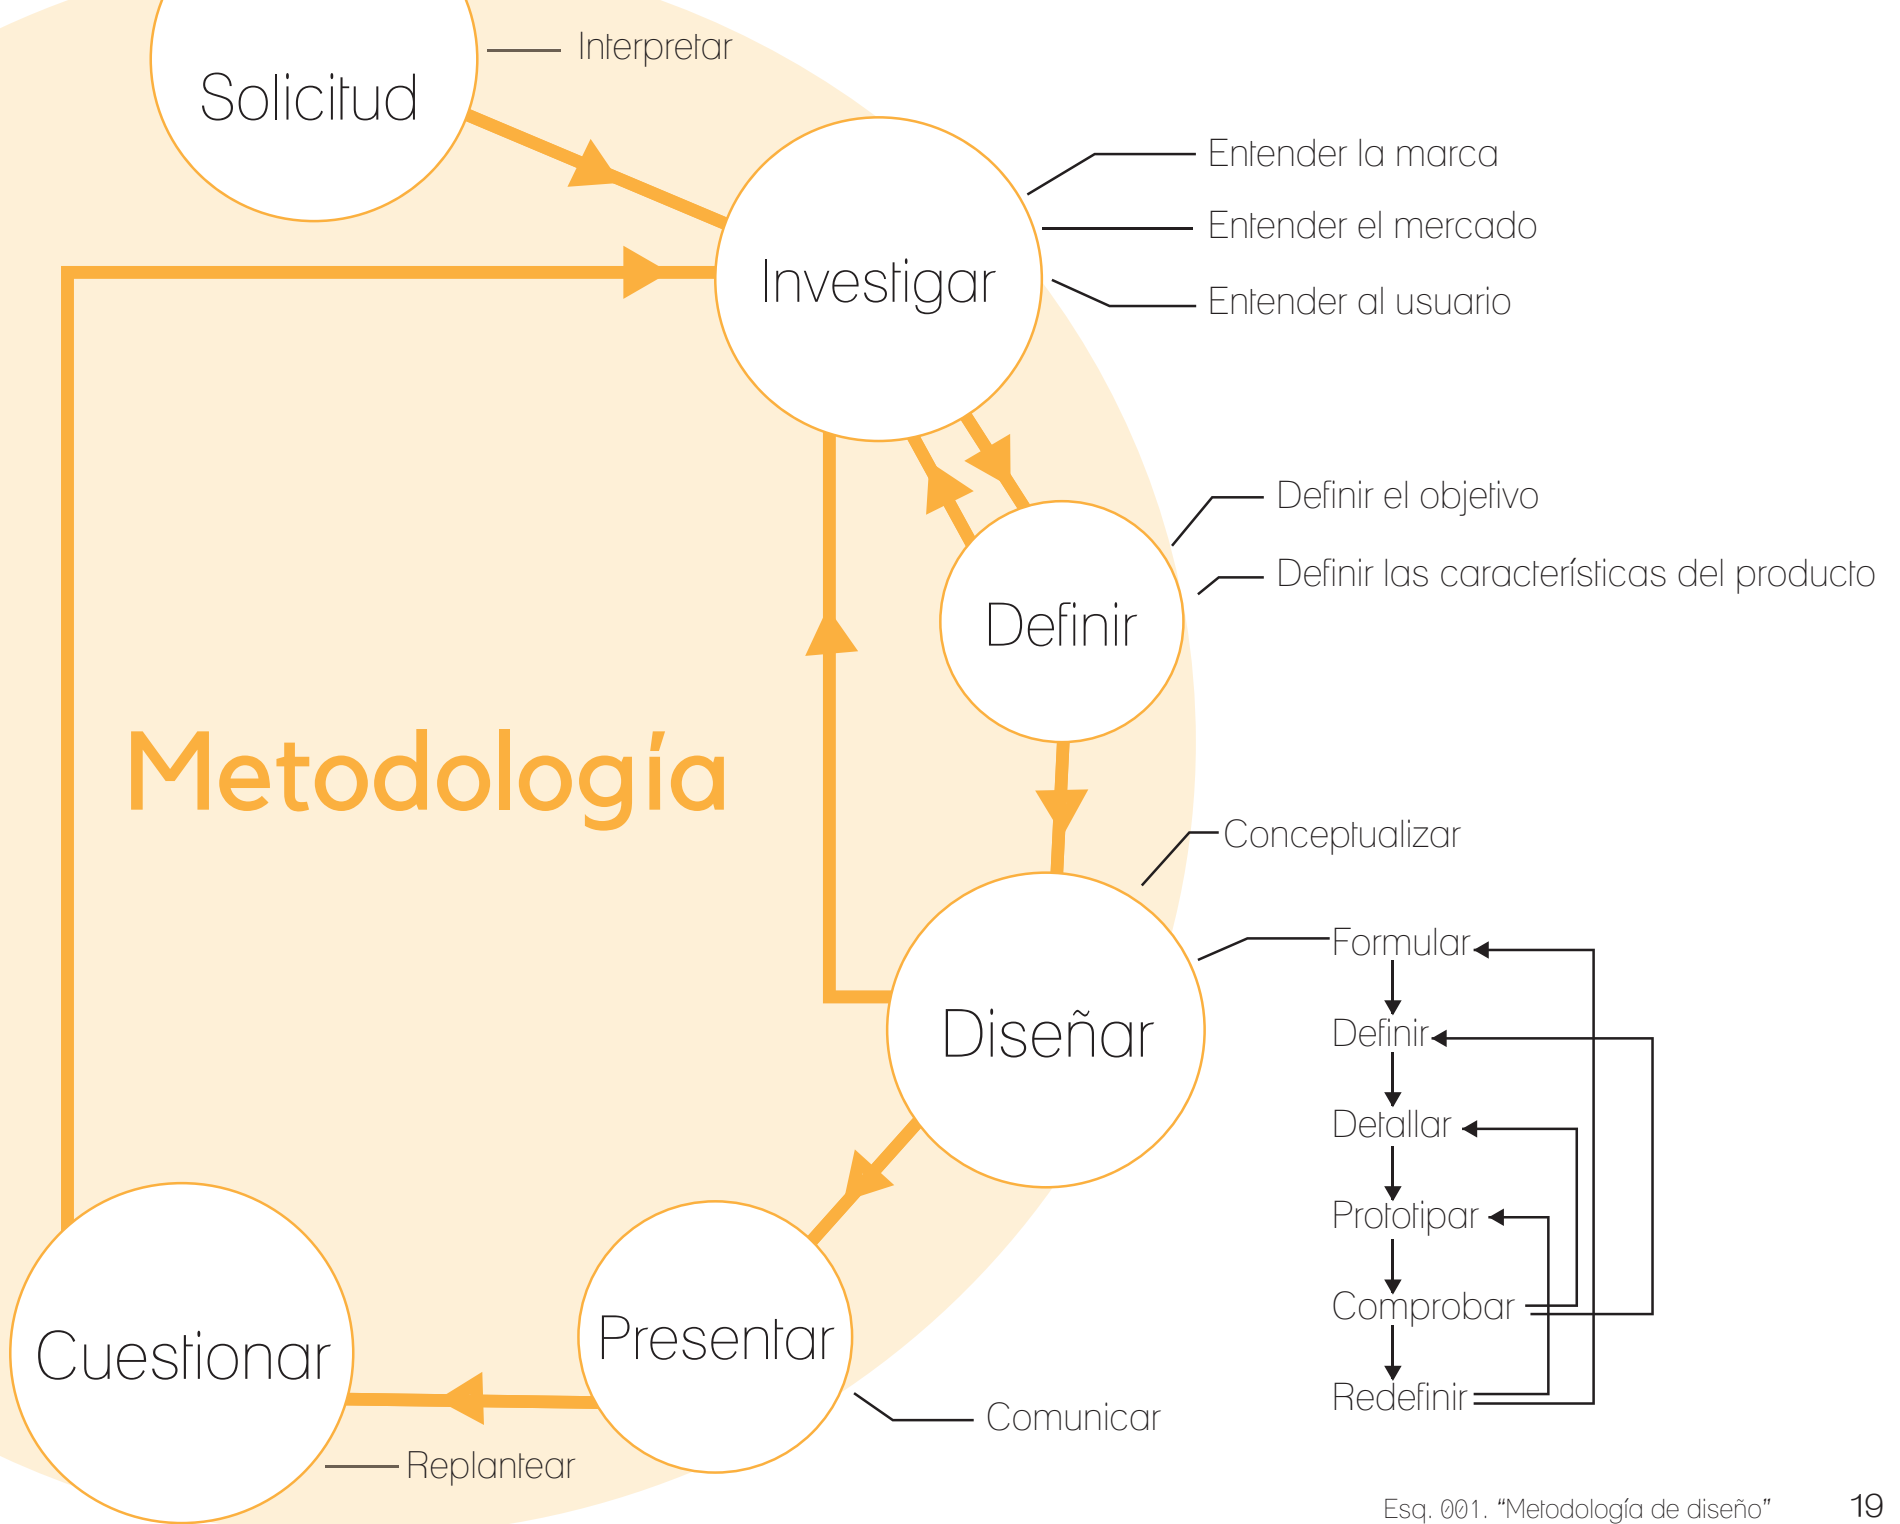 Interpretar
Solicitud
Entender la marca
Entender el mercado
Investigar
Entender al usuario
Definir el objetivo
Definir las características del producto
Definir
Metodología
Conceptualizar
Formular
Diseñar
Definir
Detallar
Prototipar
Comprobar
Redefinir
Presentar
Cuestionar
Comunicar
Replantear
Esq. 001. “Metodología de diseño”
19